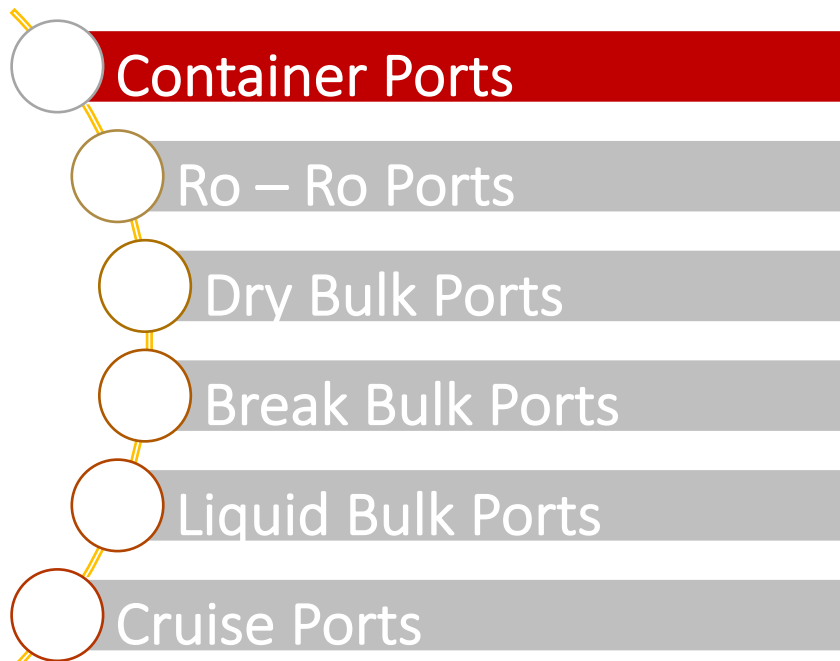 Container Ports
Ro – Ro Ports
Dry Bulk Ports
Break Bulk Ports
Liquid Bulk Ports
Cruise Ports